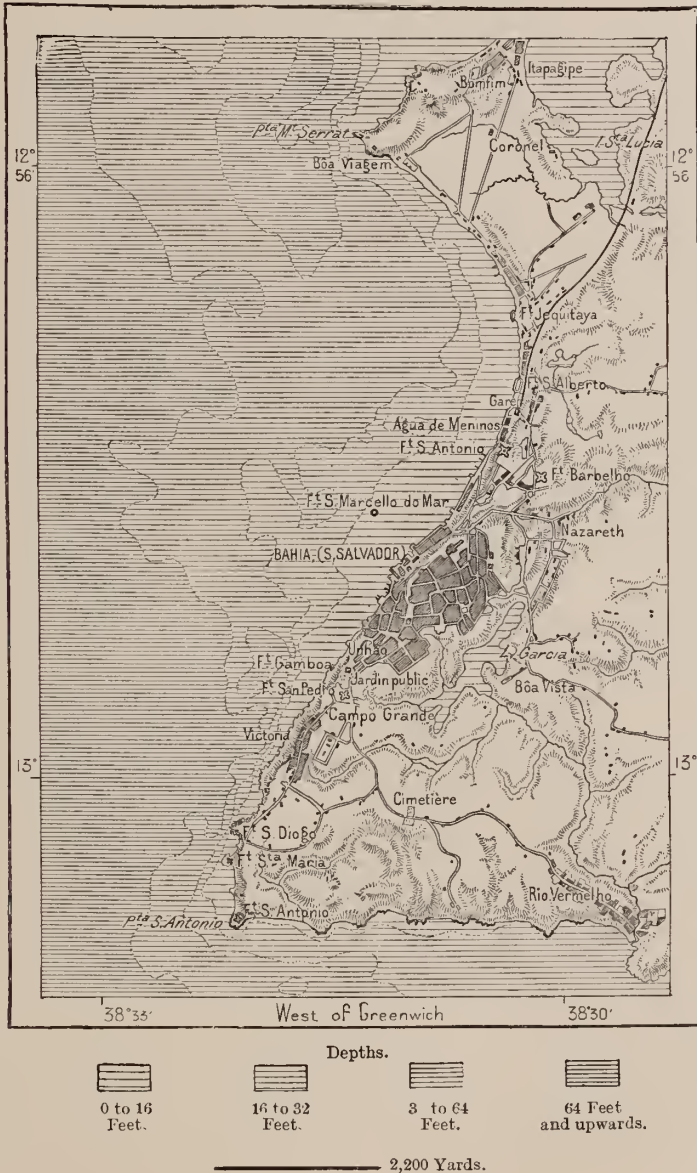 Itapagipe
Bomfim
Pta Mt Serrat
Coronel
I. Sta Lucia
12°
56'
12°
56
Bôa Viagem
Ft Jequitaya
Ft S. Alberto
Gare
Agua de Meninos
Ft S. Antonio
Ft Barbelho
Ft S. Marcello do Mar
Nazareth
BAHIA, (S. SALVADOR)
Unhão
L. Garcia
Ft Gamboa
Jardin public
Ft San Pedro
Bôa Vista
Campo Grande
Victoria
13°
13°
Cimetière
Ft S. Diogo
Ft Sta Maria
Rio Vermelho
Ft S. Antonio
Pta S. Antonio
38°33'
West of Greenwich
38°30'
Depths.
0 to 16
Feet.
16 to 32
Feet.
3 to 64
Feet.
64 Feet
and upwards.
2,200 Yards.